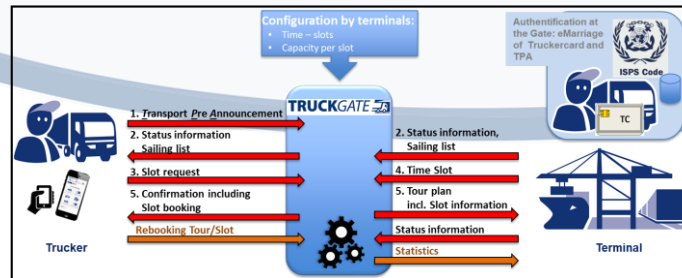 Configuration by terminals:
• Time – slots
• Capacity per slot
Authentification at
the Gate: eMarriage
of Truckercard and
TPA
ISPS Code
TC
TRUCKGATE
1. Transport Pre Announcement
2. Status information
Sailing list
3. Slot request
5. Confirmation including
Slot booking
Rebooking Tour/Slot
Trucker
2. Status information,
Sailing list
4. Time Slot
5. Tour plan
incl. Slot information
Status information
Statistics
Terminal